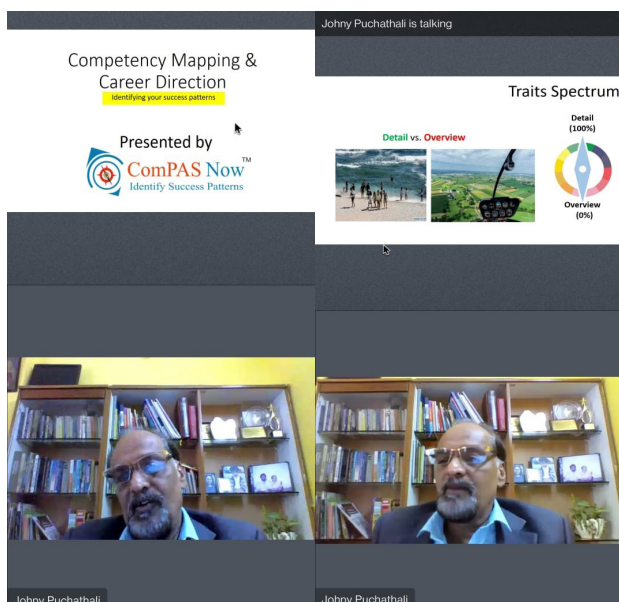 Competency Mapping &
Career Direction
Identifying your success patterns
Presented by
ComPAS Now™
Identify Success Patterns
Johny Puchathali
Johny Puchathali is talking
Traits Spectrum
Detail vs. Overview
Detail
(100%)
Overview
(0%)
Johny Puchathali